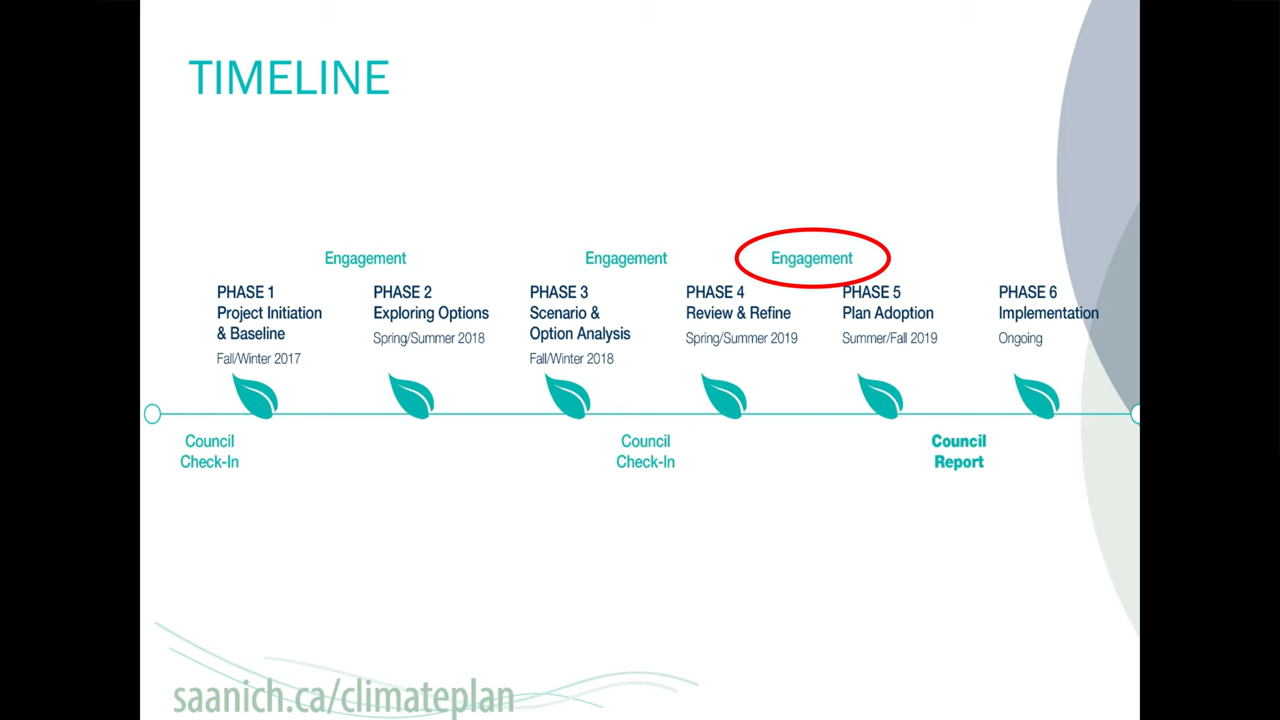 TIMELINE
Engagement Engagement Engagement
PHASE 1
Project Initiation
& Baseline
Fall/Winter 2017
PHASE 2
Exploring Options
Spring/Summer 2018
PHASE 3
Scenario &
Option Analysis
Fall/Winter 2018
PHASE 4
Review & Refine
Spring/Summer 2019
PHASE 5
Plan Adoption
Summer/Fall 2019
PHASE 6
Implementation
Ongoing
Council
Check-In
Council
Check-In
Council
Report
saanich.ca/climateplan